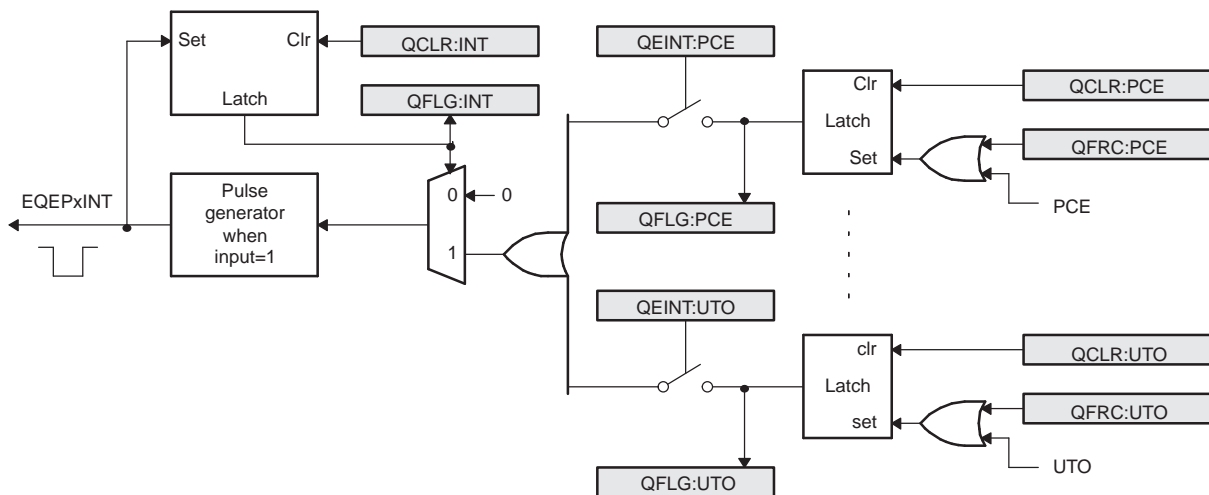 Set
Clr
Latch
QCLR:INT
QFLG:INT
EQEPxINT
Pulse
generator
when
input=1
0
0
1
QEINT:PCE
QFLG:PCE
Clr
Latch
Set
QCLR:PCE
QFRC:PCE
PCE
QEINT:UTO
QFLG:UTO
clr
Latch
set
QCLR:UTO
QFRC:UTO
UTO